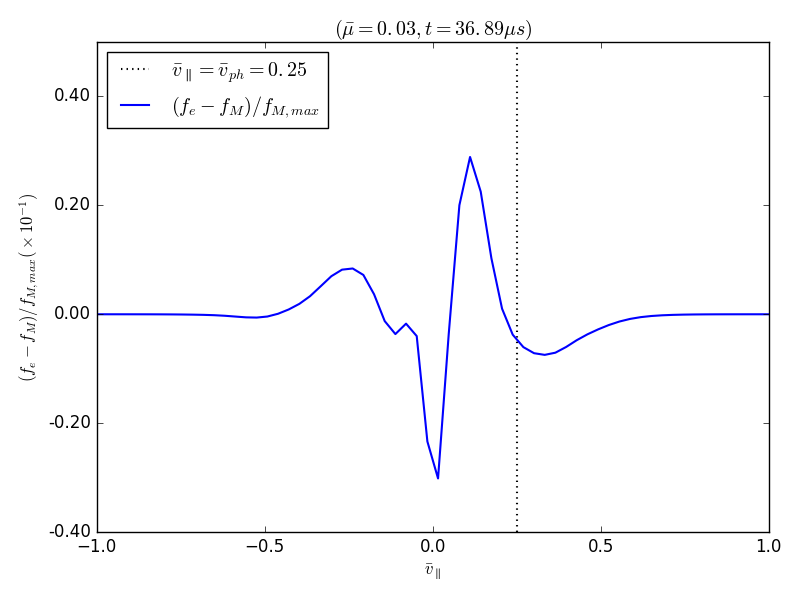 (μ̄ = 0.03, t = 36.89μs)
v̄∥ = v̄ph = 0.25
(fe − fM)/fM,max
0.40
0.20
0.00
-0.20
-0.40
(fe − fM)/fM,max(×10⁻¹)
−1.0 −0.5 0.0 0.5 1.0
v̄∥